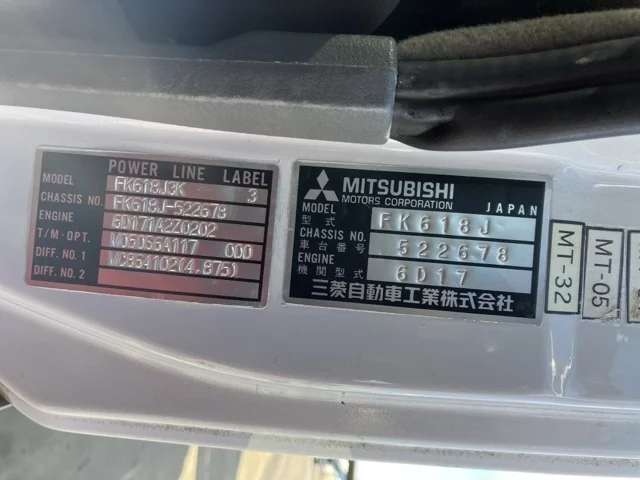 POWER LINE LABEL
MODEL FK618J3K 3
CHASSIS NO. FK618J-522678
ENGINE 6D171A2Z0202
T/M·OPT. M050S6A117 000
DIFF. NO. 1 MC854102(4.875)
DIFF. NO. 2
MITSUBISHI
MOTORS CORPORATION JAPAN
MODEL
型式 FK618J
CHASSIS NO.
車台番号 522678
ENGINE
機関型式 6D17
三菱自動車工業株式会社
MT-32
MT-05